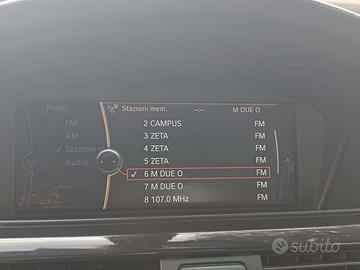 Radio
Stazioni mem.
--:--
M DUE O
FM
AM
✓ Stazioni
Audio
2 CAMPUS FM
3 ZETA FM
4 ZETA FM
5 ZETA FM
✓ 6 M DUE O FM
7 M DUE O FM
8 107.0 MHz FM
subito